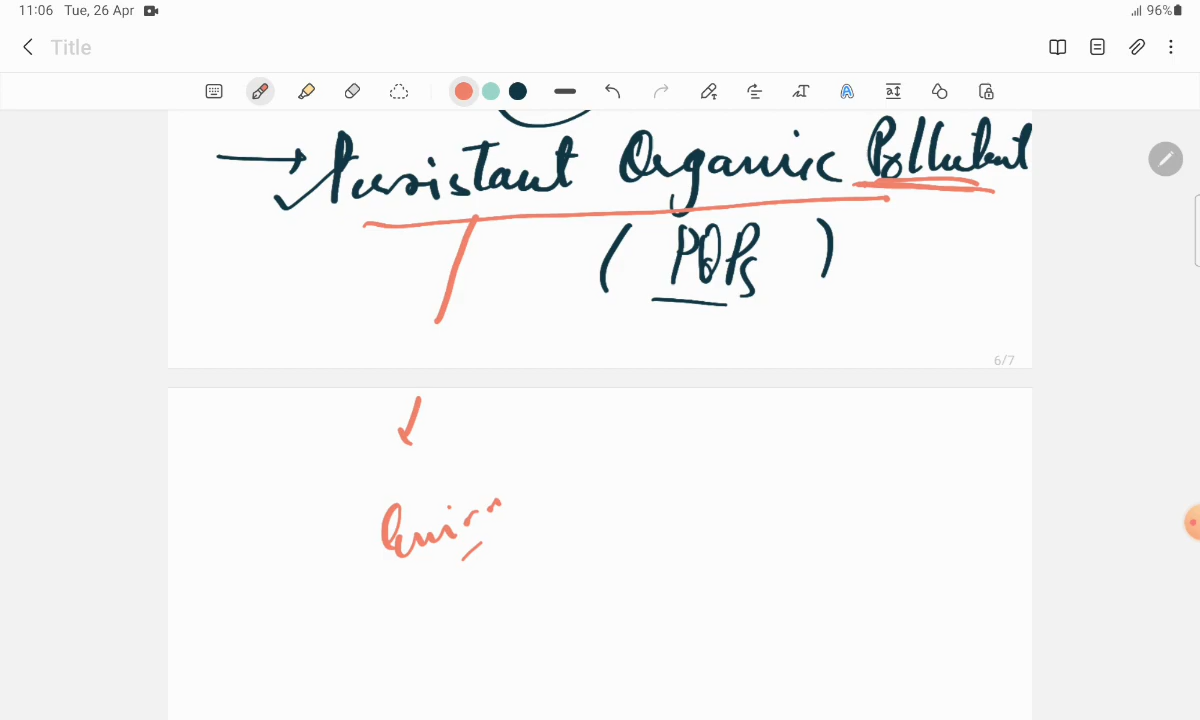 11:06 Tue, 26 Apr 96%
Title
→ Persistant Organic Pollutant
( POPs )
6/7